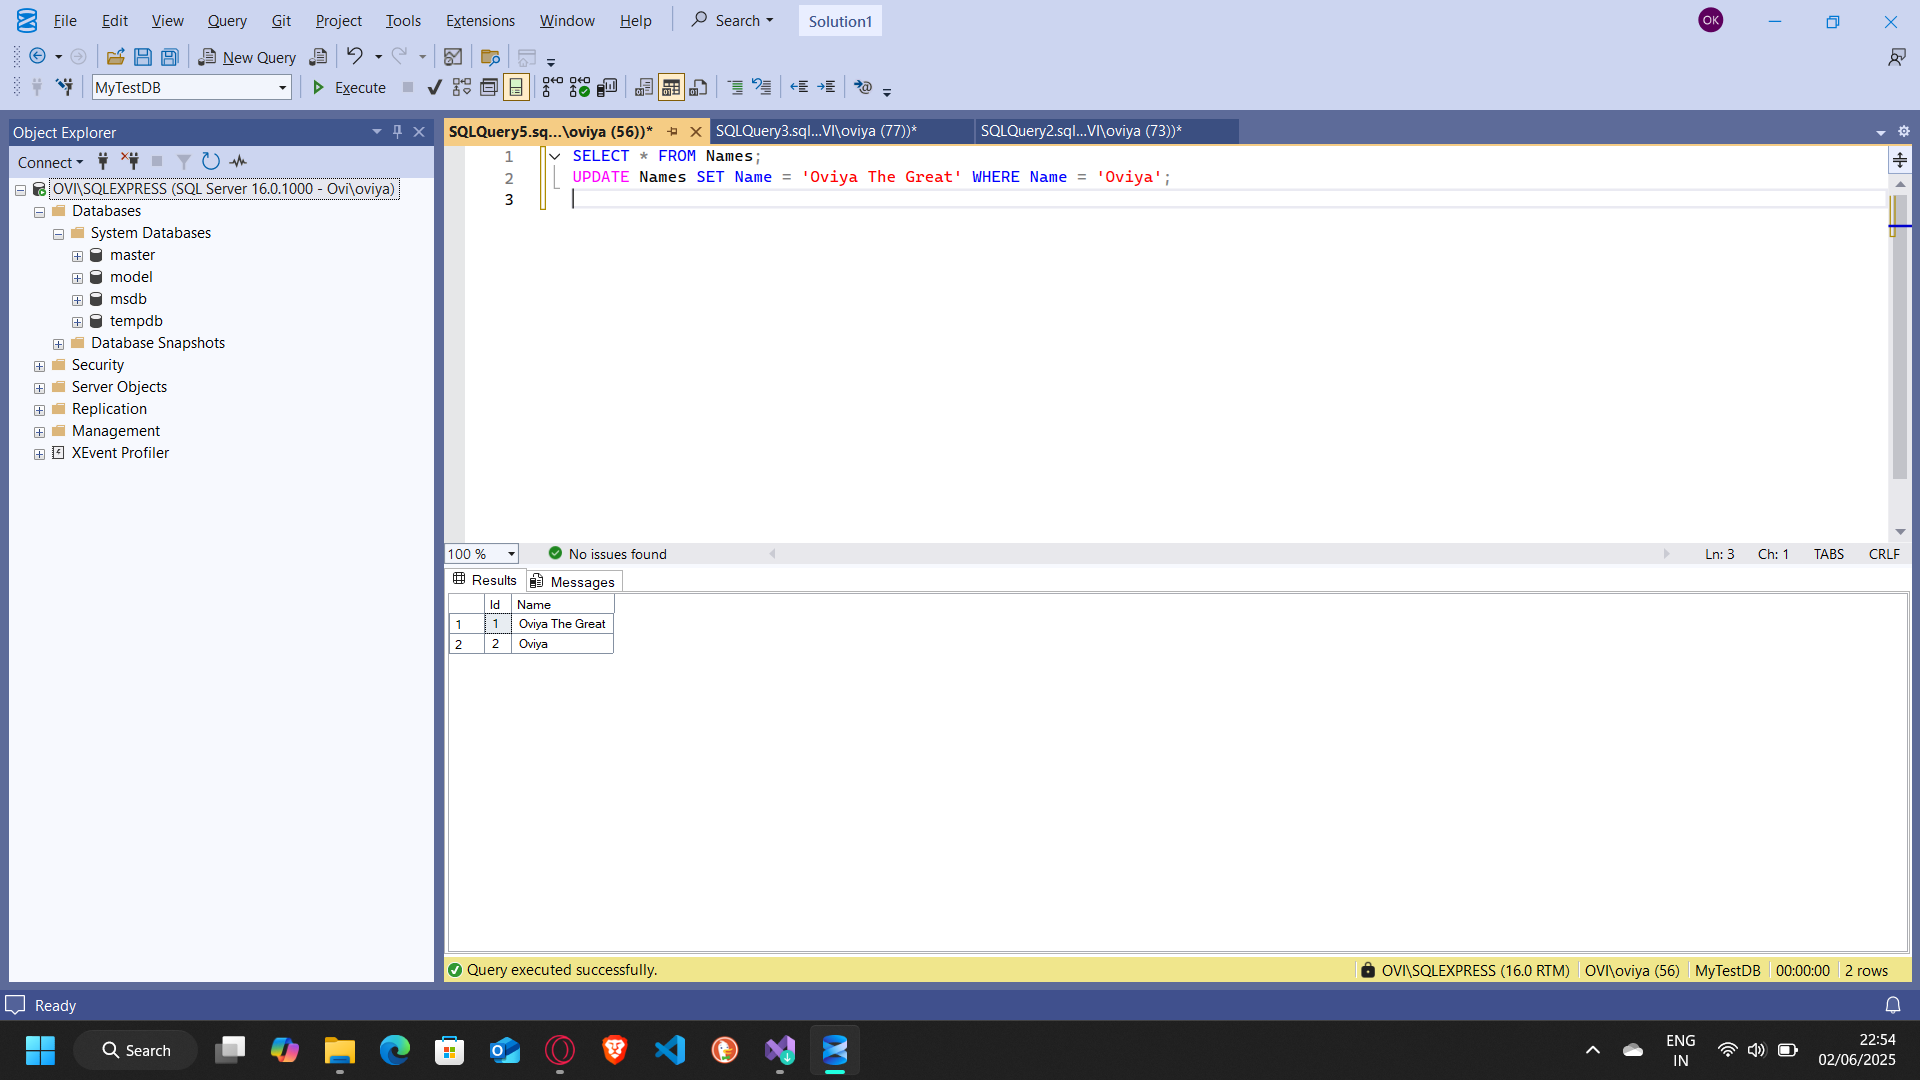 File Edit View Query Git Project Tools Extensions Window Help Search Solution1 OK
New Query
MyTestDB Execute
Object Explorer
Connect
OVI\SQLEXPRESS (SQL Server 16.0.1000 - Ovi\oviya)
Databases
System Databases
master
model
msdb
tempdb
Database Snapshots
Security
Server Objects
Replication
Management
XEvent Profiler
SQLQuery5.sq...\oviya (56))* SQLQuery3.sql...VI\oviya (77))* SQLQuery2.sql...VI\oviya (73))*
1 SELECT * FROM Names;
2 UPDATE Names SET Name = 'Oviya The Great' WHERE Name = 'Oviya';
3
100 % No issues found Ln: 3 Ch: 1 TABS CRLF
Results Messages
Id Name
1 1 Oviya The Great
2 2 Oviya
Query executed successfully. OVI\SQLEXPRESS (16.0 RTM) OVI\oviya (56) MyTestDB 00:00:00 2 rows
Ready
Search ENG 22:54
IN 02/06/2025